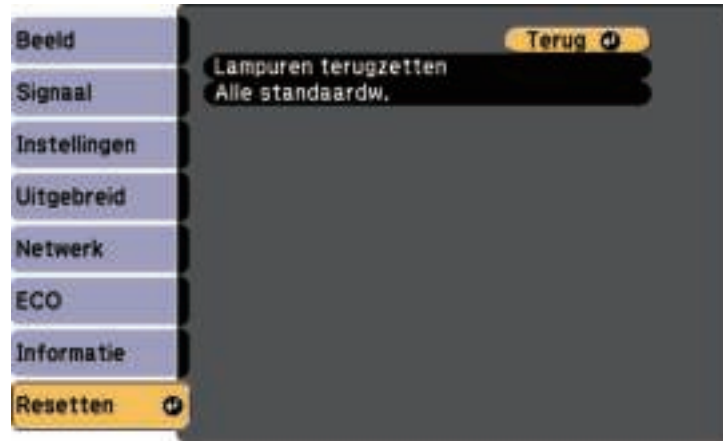 Beeld
Signaal
Instellingen
Uitgebreid
Netwerk
ECO
Informatie
Resetten
Terug
Lampuren terugzetten
Alle standaardw.